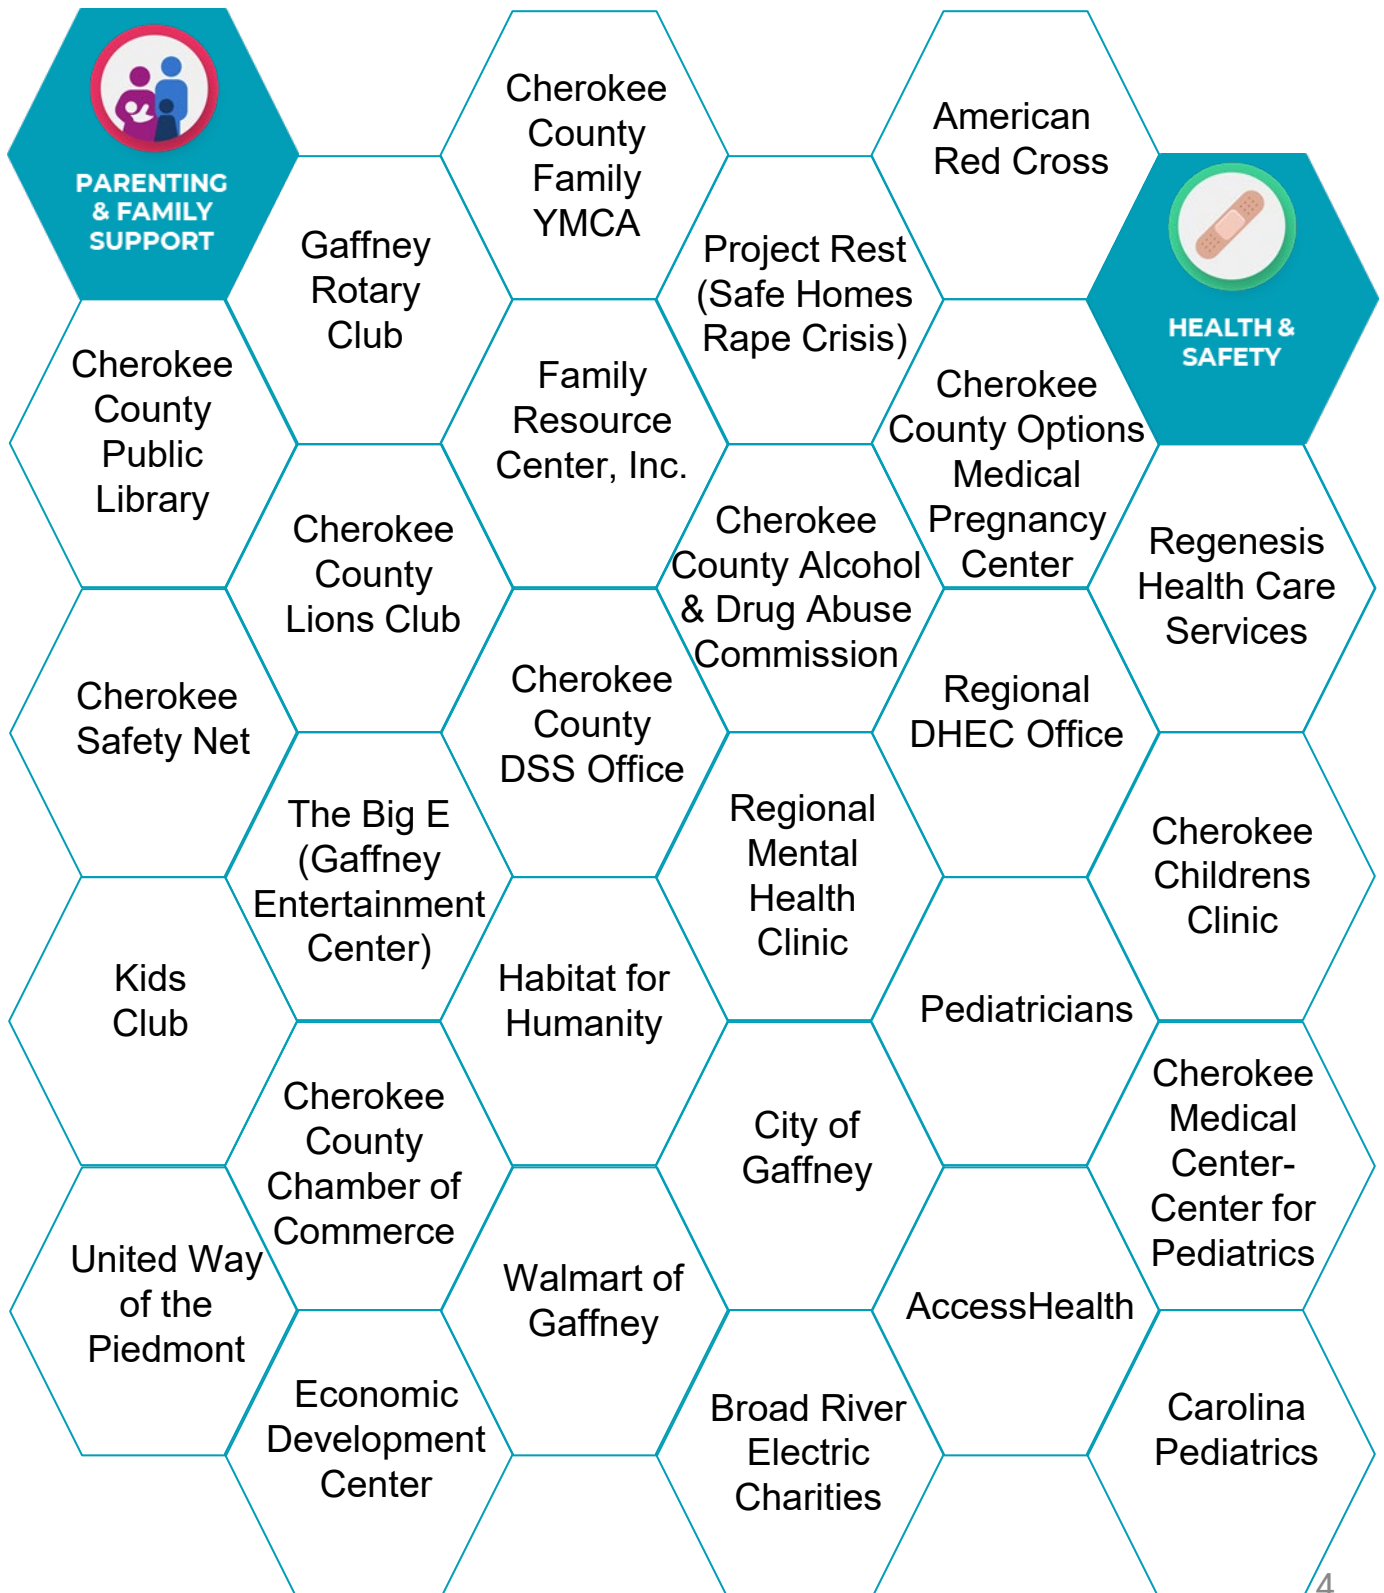 PARENTING
& FAMILY
SUPPORT
Cherokee
County
Public
Library
Cherokee
Safety Net
Kids
Club
United Way
of the
Piedmont
Gaffney
Rotary
Club
Cherokee
County
Lions Club
The Big E
(Gaffney
Entertainment
Center)
Cherokee
County
Chamber of
Commerce
Economic
Development
Center
Cherokee
County
Family
YMCA
Family
Resource
Center, Inc.
Cherokee
County
DSS Office
Habitat for
Humanity
Walmart of
Gaffney
Project Rest
(Safe Homes
Rape Crisis)
Cherokee
County Alcohol
& Drug Abuse
Commission
Regional
Mental
Health
Clinic
City of
Gaffney
Broad River
Electric
Charities
American
Red Cross
Cherokee
County Options
Medical
Pregnancy
Center
Regional
DHEC Office
Pediatricians
AccessHealth
HEALTH &
SAFETY
Regenesis
Health Care
Services
Cherokee
Childrens
Clinic
Cherokee
Medical
Center-
Center for
Pediatrics
Carolina
Pediatrics
4